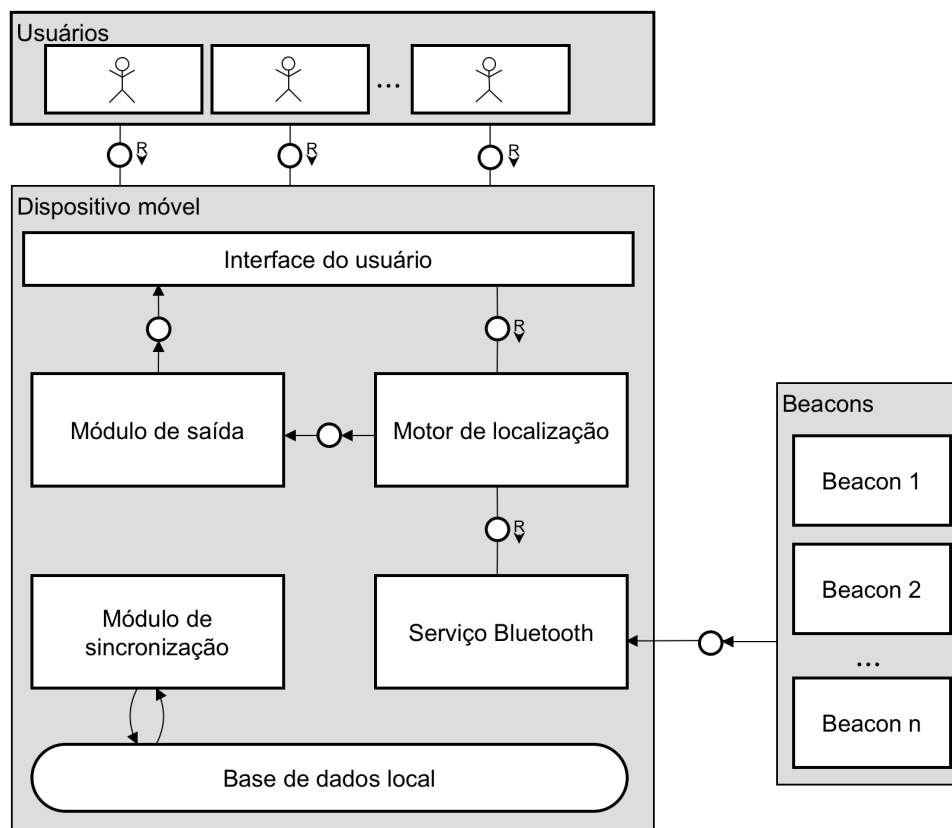 Usuários
...
R
R
R
Dispositivo móvel
Interface do usuário
R
Módulo de saída
Motor de localização
R
Módulo de
sincronização
Serviço Bluetooth
Base de dados local
Beacons
Beacon 1
Beacon 2
...
Beacon n